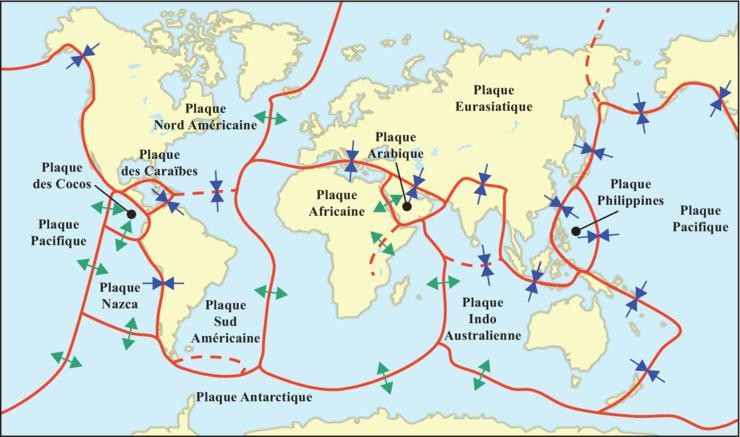 Plaque
Nord Américaine
Plaque
Eurasiatique
Plaque
Arabique
Plaque
des Caraïbes
Plaque
des Cocos
Plaque
Africaine
Plaque
Philippines
Plaque
Pacifique
Plaque
Pacifique
Plaque
Nazca
Plaque
Sud
Américaine
Plaque
Indo
Australienne
Plaque Antarctique